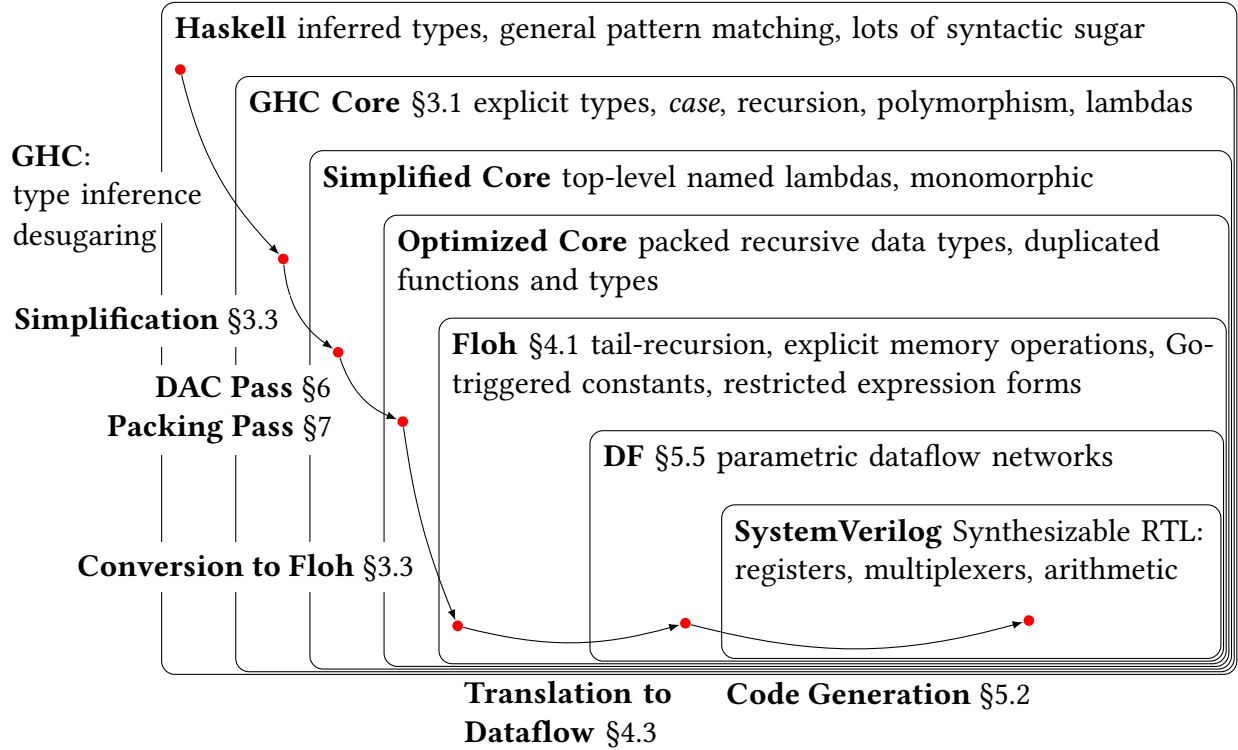 Haskell inferred types, general pattern matching, lots of syntactic sugar
GHC Core §3.1 explicit types, case, recursion, polymorphism, lambdas
GHC:
type inference
desugaring
Simplified Core top-level named lambdas, monomorphic
Optimized Core packed recursive data types, duplicated
functions and types
Simplification §3.3
Floh §4.1 tail-recursion, explicit memory operations, Go-
triggered constants, restricted expression forms
DAC Pass §6
Packing Pass §7
DF §5.5 parametric dataflow networks
SystemVerilog Synthesizable RTL:
registers, multiplexers, arithmetic
Conversion to Floh §3.3
Translation to
Dataflow §4.3
Code Generation §5.2